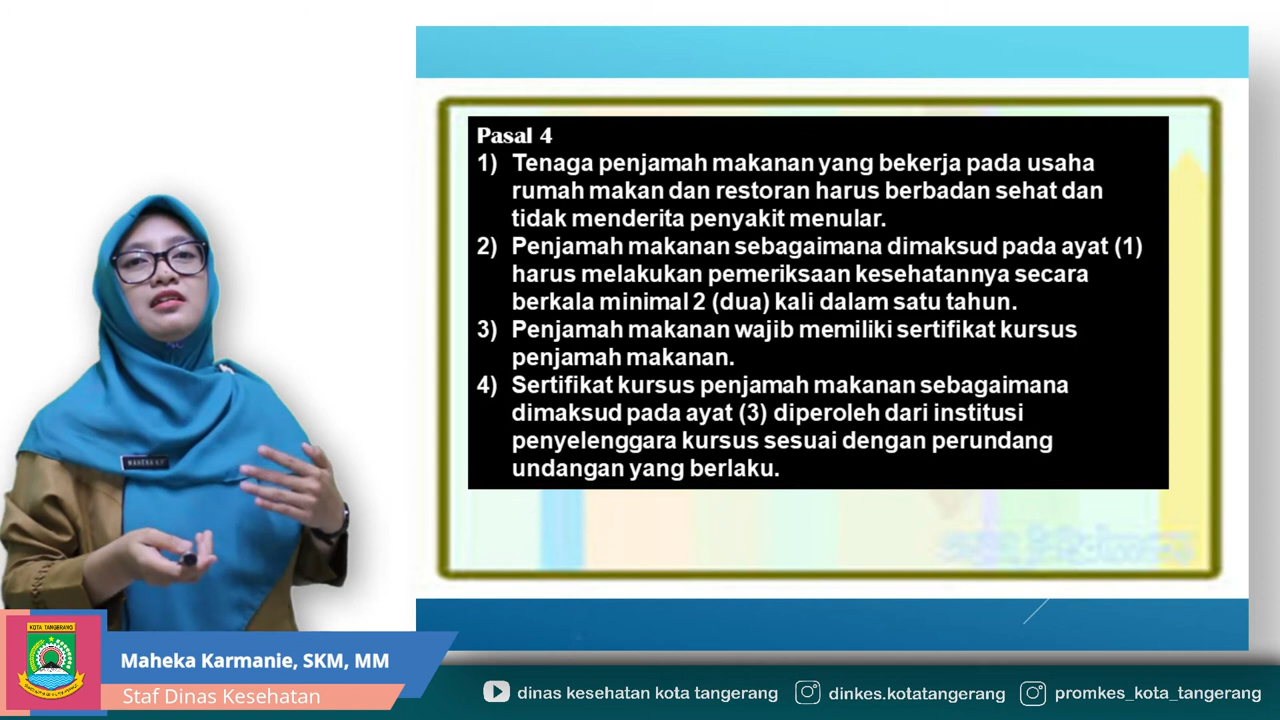 Pasal 4
1) Tenaga penjamah makanan yang bekerja pada usaha
rumah makan dan restoran harus berbadan sehat dan
tidak menderita penyakit menular.
2) Penjamah makanan sebagaimana dimaksud pada ayat (1)
harus melakukan pemeriksaan kesehatannya secara
berkala minimal 2 (dua) kali dalam satu tahun.
3) Penjamah makanan wajib memiliki sertifikat kursus
penjamah makanan.
4) Sertifikat kursus penjamah makanan sebagaimana
dimaksud pada ayat (3) diperoleh dari institusi
penyelenggara kursus sesuai dengan perundang
undangan yang berlaku.
KOTA TANGERANG
Maheka Karmanie, SKM, MM
Staf Dinas Kesehatan
dinas kesehatan kota tangerang
dinkes.kotatangerang
promkes_kota_tangerang